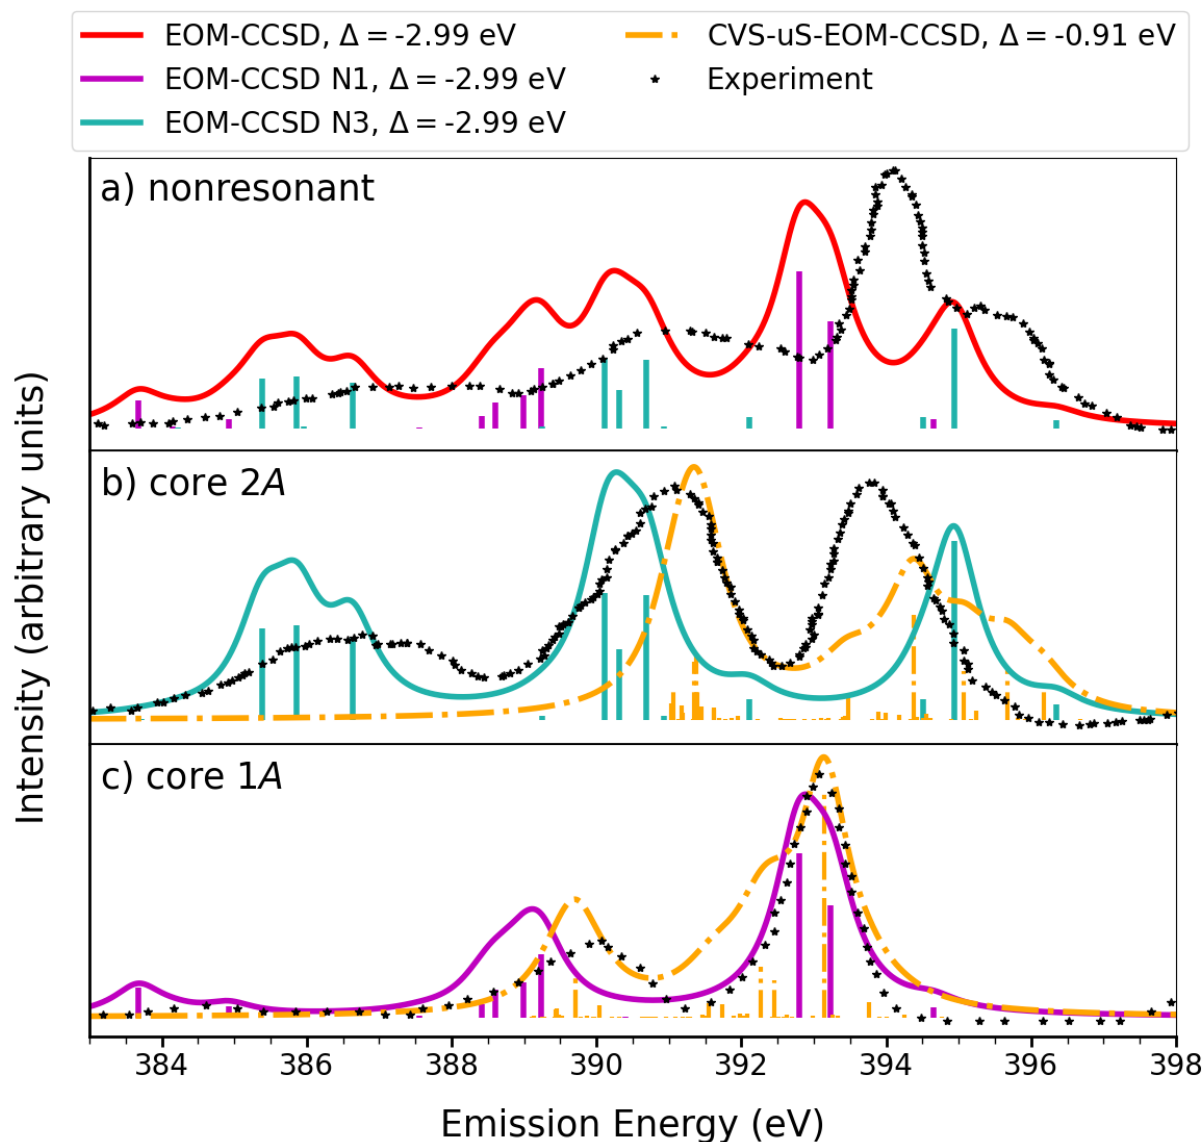 EOM-CCSD, Δ = -2.99 eV
EOM-CCSD N1, Δ = -2.99 eV
EOM-CCSD N3, Δ = -2.99 eV
CVS-uS-EOM-CCSD, Δ = -0.91 eV
Experiment
a) nonresonant
b) core 2A
c) core 1A
Intensity (arbitrary units)
384 386 388 390 392 394 396 398
Emission Energy (eV)